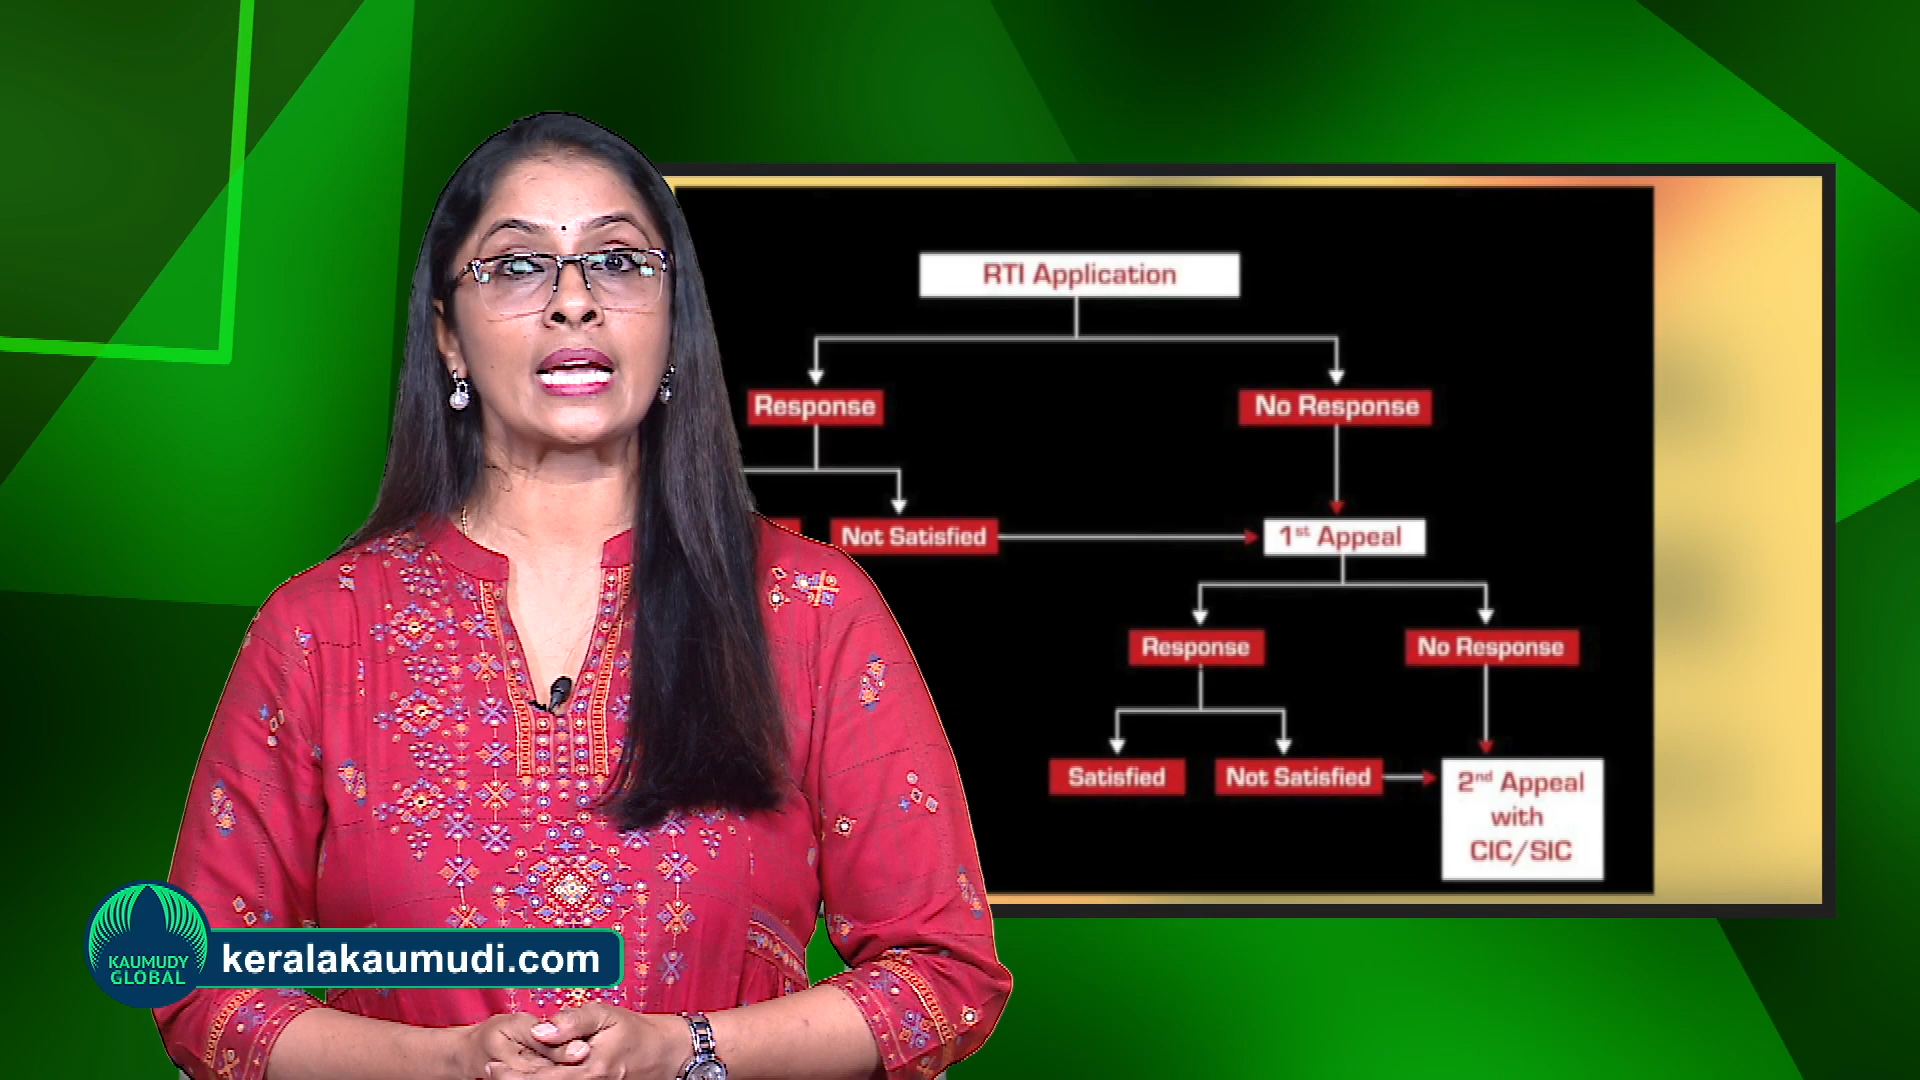 RTI Application
Response
No Response
Not Satisfied
1st Appeal
Response
No Response
Satisfied
Not Satisfied
2nd Appeal
with
CIC/SIC
KAUMUDY
GLOBAL
keralakaumudi.com